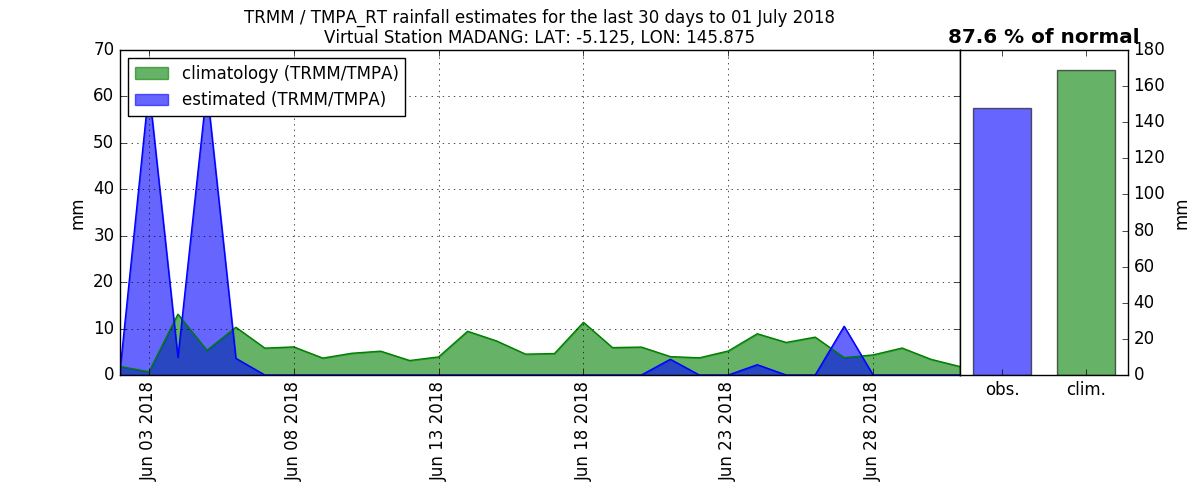 TRMM / TMPA_RT rainfall estimates for the last 30 days to 01 July 2018
Virtual Station MADANG: LAT: -5.125, LON: 145.875
87.6 % of normal
climatology (TRMM/TMPA)
estimated (TRMM/TMPA)
70
60
50
40
30
20
10
0
mm
Jun 03 2018
Jun 08 2018
Jun 13 2018
Jun 18 2018
Jun 23 2018
Jun 28 2018
180
160
140
120
100
80
60
40
20
0
mm
obs.
clim.